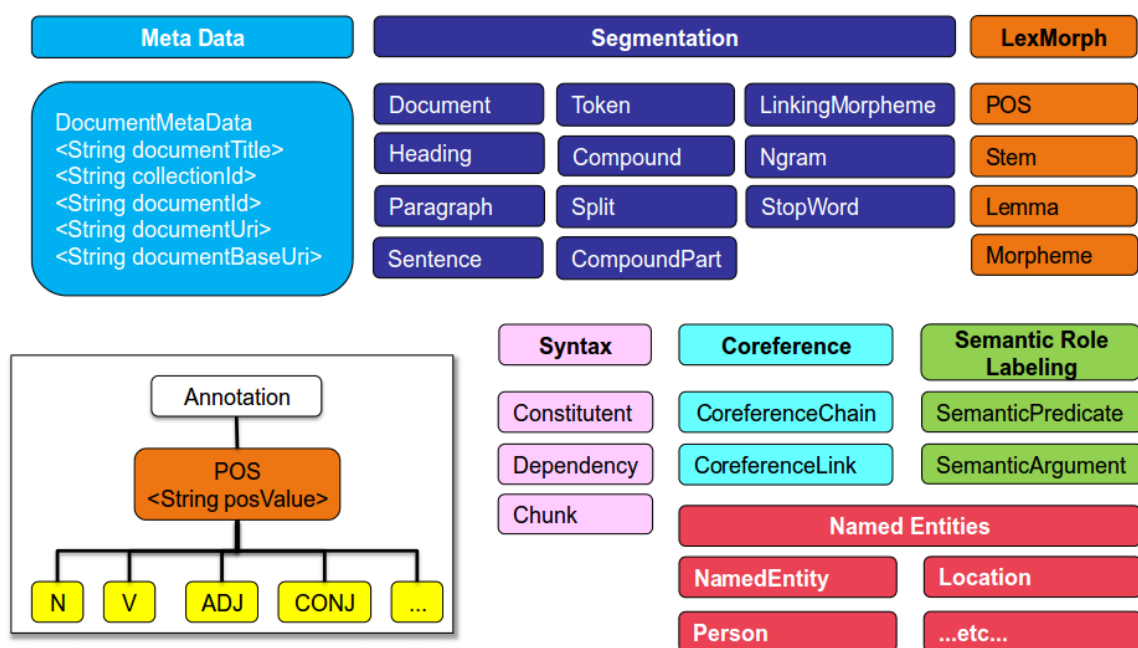 Meta Data
DocumentMetaData
<String documentTitle>
<String collectionId>
<String documentId>
<String documentUri>
<String documentBaseUri>
Segmentation
Document
Heading
Paragraph
Sentence
Token
Compound
Split
CompoundPart
LinkingMorpheme
Ngram
StopWord
LexMorph
POS
Stem
Lemma
Morpheme
Annotation
POS
<String posValue>
N
V
ADJ
CONJ
...
Syntax
Constitutent
Dependency
Chunk
Coreference
CoreferenceChain
CoreferenceLink
Semantic Role
Labeling
SemanticPredicate
SemanticArgument
Named Entities
NamedEntity
Location
Person
...etc...